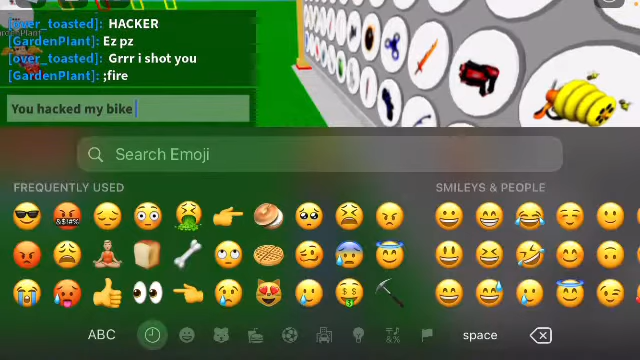 [over_toasted]: HACKER
[GardenPlant]: Ez pz
[over_toasted]: Grrr i shot you
[GardenPlant]: ;fire
You hacked my bike
Search Emoji
FREQUENTLY USED
SMILEYS & PEOPLE
ABC
space